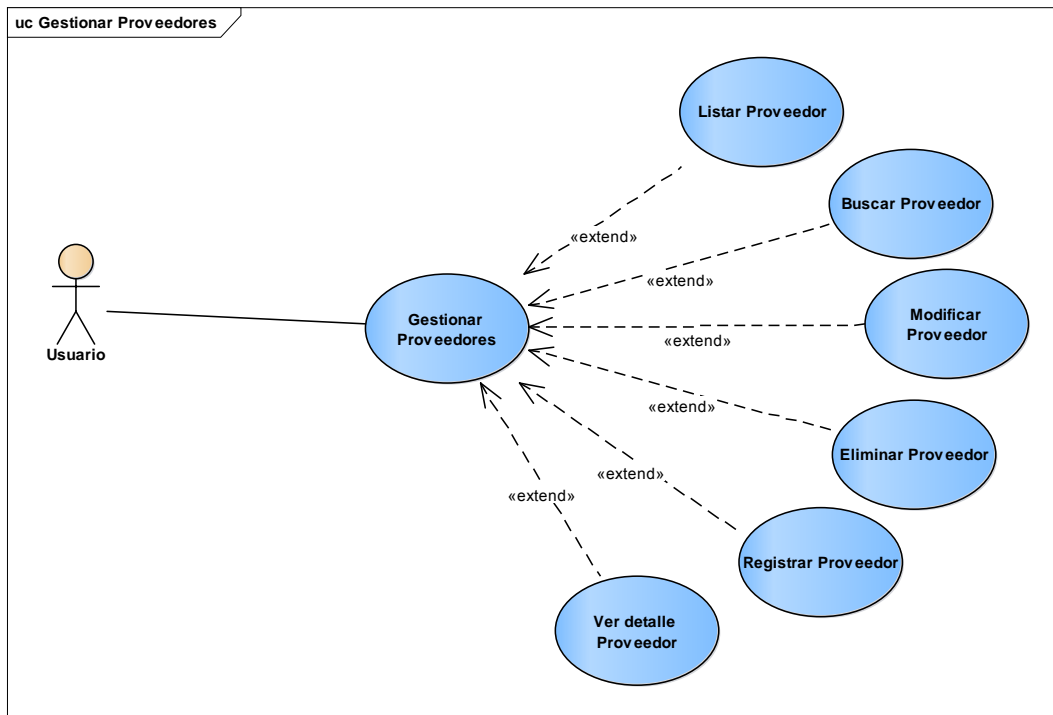 uc Gestionar Proveedores
Listar Proveedor
Buscar Proveedor
«extend»
«extend»
Modificar
Proveedor
Gestionar
Proveedores
«extend»
Usuario
«extend»
Eliminar Proveedor
«extend»
«extend»
Registrar Proveedor
Ver detalle
Proveedor